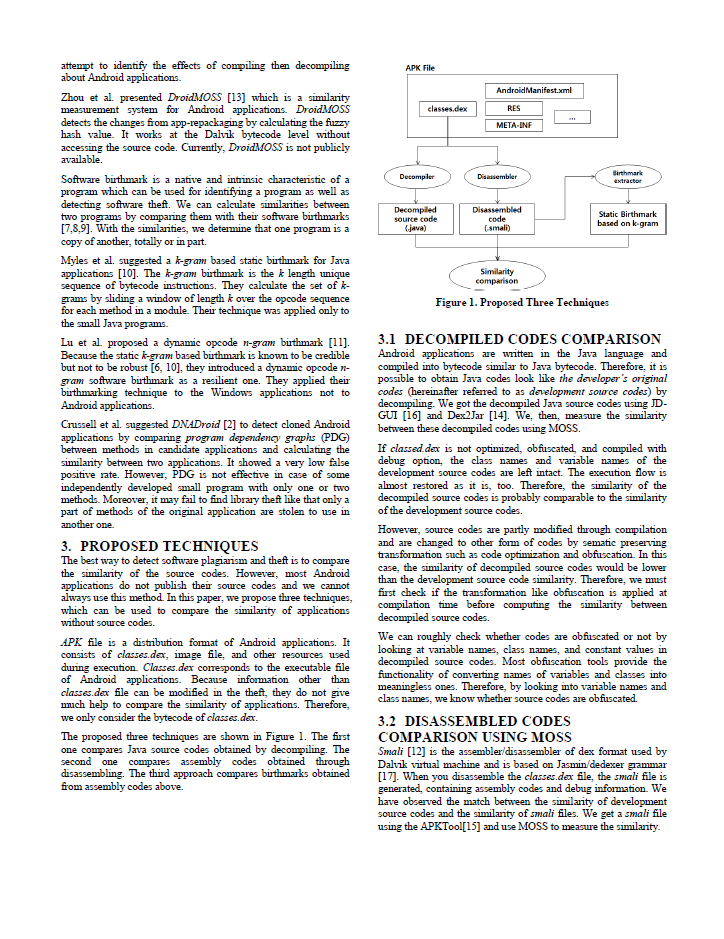 attempt to identify the effects of compiling then decompiling
about Android applications.
Zhou et al. presented DroidMOSS [13] which is a similarity
measurement system for Android applications. DroidMOSS
detects the changes from app-repackaging by calculating the fuzzy
hash value. It works at the Dalvik bytecode level without
accessing the source code. Currently, DroidMOSS is not publicly
available.
Software birthmark is a native and intrinsic characteristic of a
program which can be used for identifying a program as well as
detecting software theft. We can calculate similarities between
two programs by comparing them with their software birthmarks
[7,8,9]. With the similarities, we determine that one program is a
copy of another, totally or in part.
Myles et al. suggested a k-gram based static birthmark for Java
applications [10]. The k-gram birthmark is the k length unique
sequence of bytecode instructions. They calculate the set of k-
grams by sliding a window of length k over the opcode sequence
for each method in a module. Their technique was applied only to
the small Java programs.
Lu et al. proposed a dynamic opcode n-gram birthmark [11].
Because the static k-gram based birthmark is known to be credible
but not to be robust [6, 10], they introduced a dynamic opcode n-
gram software birthmark as a resilient one. They applied their
birthmarking technique to the Windows applications not to
Android applications.
Crussell et al. suggested DNADroid [2] to detect cloned Android
applications by comparing program dependency graphs (PDG)
between methods in candidate applications and calculating the
similarity between two applications. It showed a very low false
positive rate. However, PDG is not effective in case of some
independently developed small program with only one or two
methods. Moreover, it may fail to find library theft like that only a
part of methods of the original application are stolen to use in
another one.
3. PROPOSED TECHNIQUES
The best way to detect software plagiarism and theft is to compare
the similarity of the source codes. However, most Android
applications do not publish their source codes and we cannot
always use this method. In this paper, we propose three techniques,
which can be used to compare the similarity of applications
without source codes.
APK file is a distribution format of Android applications. It
consists of classes.dex, image file, and other resources used
during execution. Classes.dex corresponds to the executable file
of Android applications. Because information other than
classes.dex file can be modified in the theft, they do not give
much help to compare the similarity of applications. Therefore,
we only consider the bytecode of classes.dex.
The proposed three techniques are shown in Figure 1. The first
one compares Java source codes obtained by decompiling. The
second one compares assembly codes obtained through
disassembling. The third approach compares birthmarks obtained
from assembly codes above.
APK File
AndroidManifest.xml
classes.dex
RES
...
META-INF
Decompiler
Disassembler
Birthmark
extractor
Decompiled
source code
(.java)
Disassembled
code
(.smali)
Static Birthmark
based on k-gram
Similarity
comparison
Figure 1. Proposed Three Techniques
3.1 DECOMPILED CODES COMPARISON
Android applications are written in the Java language and
compiled into bytecode similar to Java bytecode. Therefore, it is
possible to obtain Java codes look like the developer's original
codes (hereinafter referred to as development source codes) by
decompiling. We got the decompiled Java source codes using JD-
GUI [16] and Dex2Jar [14]. We, then, measure the similarity
between these decompiled codes using MOSS.
If classed.dex is not optimized, obfuscated, and compiled with
debug option, the class names and variable names of the
development source codes are left intact. The execution flow is
almost restored as it is, too. Therefore, the similarity of the
decompiled source codes is probably comparable to the similarity
of the development source codes.
However, source codes are partly modified through compilation
and are changed to other form of codes by sematic preserving
transformation such as code optimization and obfuscation. In this
case, the similarity of decompiled source codes would be lower
than the development source code similarity. Therefore, we must
first check if the transformation like obfuscation is applied at
compilation time before computing the similarity between
decompiled source codes.
We can roughly check whether codes are obfuscated or not by
looking at variable names, class names, and constant values in
decompiled source codes. Most obfuscation tools provide the
functionality of converting names of variables and classes into
meaningless ones. Therefore, by looking into variable names and
class names, we know whether source codes are obfuscated.
3.2 DISASSEMBLED CODES
COMPARISON USING MOSS
Smali [12] is the assembler/disassembler of dex format used by
Dalvik virtual machine and is based on Jasmin/dedexer grammar
[17]. When you disassemble the classes.dex file, the smali file is
generated, containing assembly codes and debug information. We
have observed the match between the similarity of development
source codes and the similarity of smali files. We get a smali file
using the APKTool[15] and use MOSS to measure the similarity.